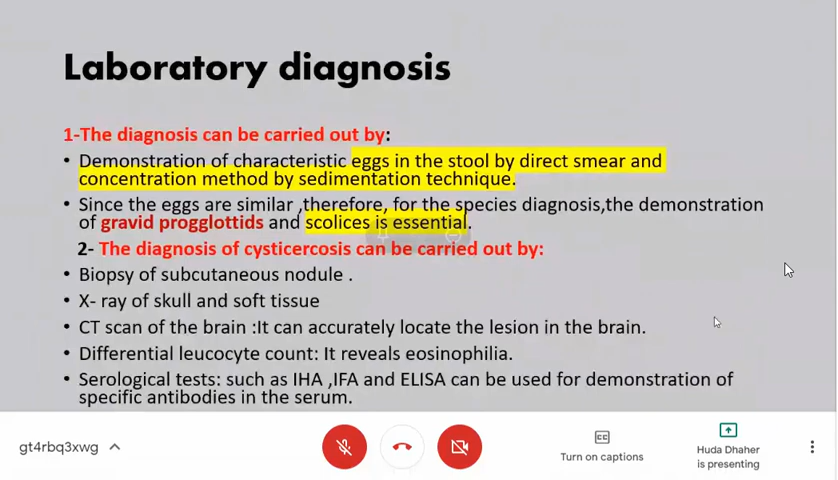 Laboratory diagnosis
1-The diagnosis can be carried out by:
• Demonstration of characteristic eggs in the stool by direct smear and
concentration method by sedimentation technique.
• Since the eggs are similar ,therefore, for the species diagnosis,the demonstration
of gravid progglottids and scolices is essential.
2- The diagnosis of cysticercosis can be carried out by:
• Biopsy of subcutaneous nodule .
• X- ray of skull and soft tissue
• CT scan of the brain :It can accurately locate the lesion in the brain.
• Differential leucocyte count: It reveals eosinophilia.
• Serological tests: such as IHA ,IFA and ELISA can be used for demonstration of
specific antibodies in the serum.
gt4rbq3xwg
CC
Turn on captions
Huda Dhaher
is presenting